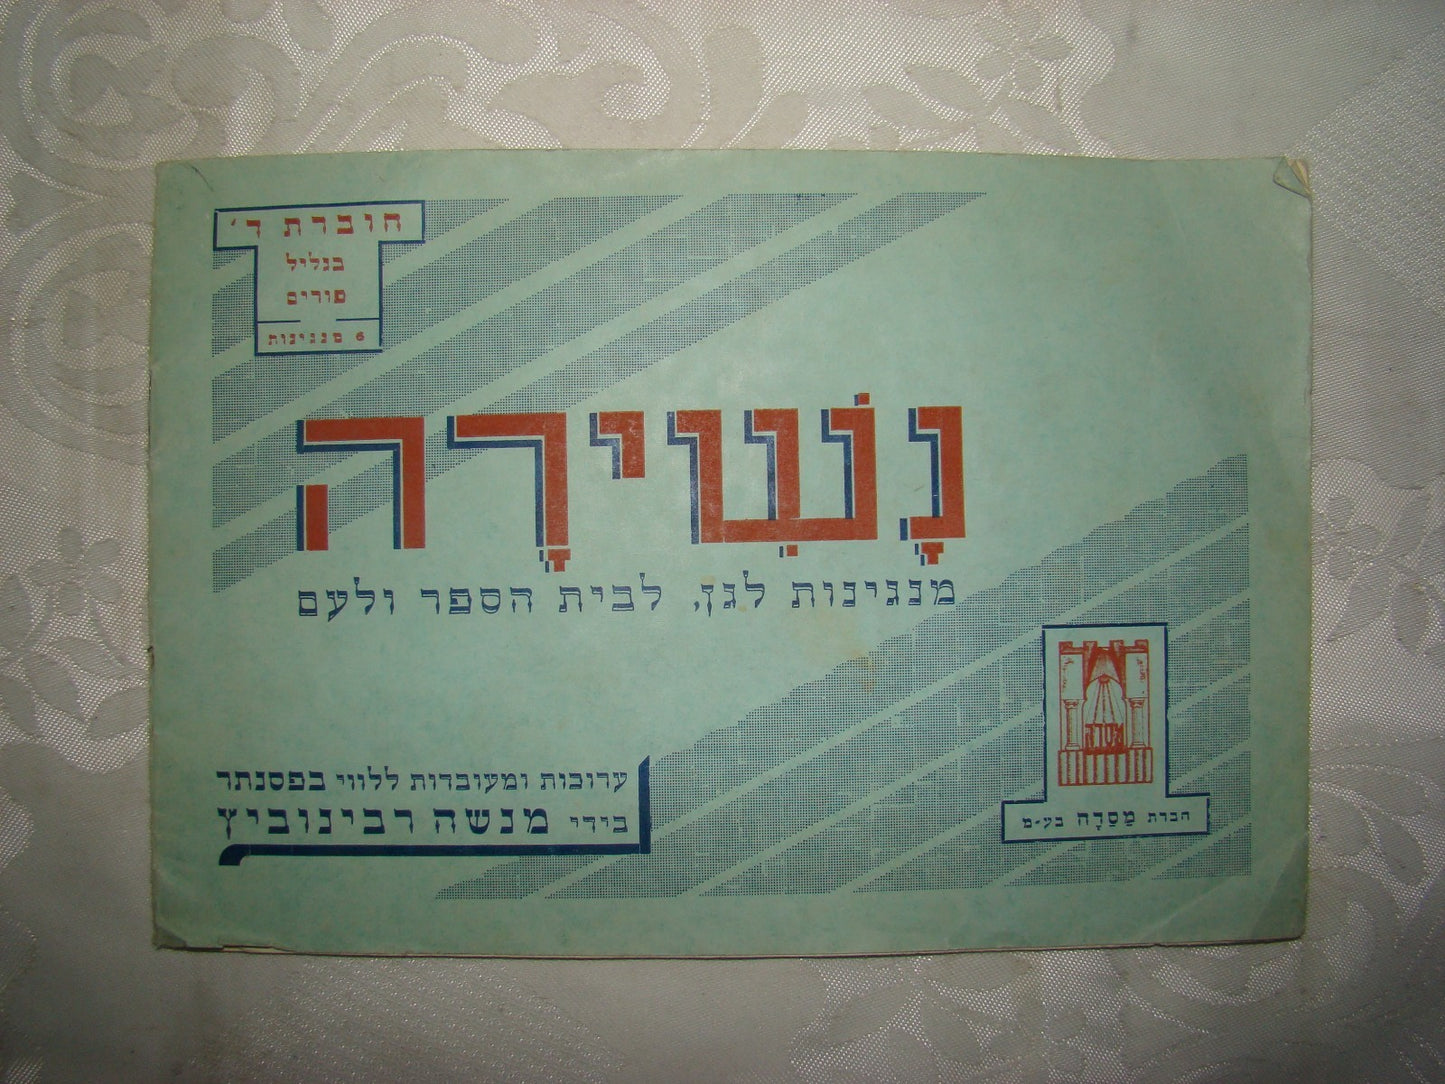 חוברת ד׳
בגליל
פורים
6 מנגינות
נָשִׁירָה
מנגינות לגן, לבית הספר ולעם
ערוכות ומעובדות ללווי בפסנתר
בידי מנשה רבינוביץ
מסדה
חברת מַסַדָה בע״מ